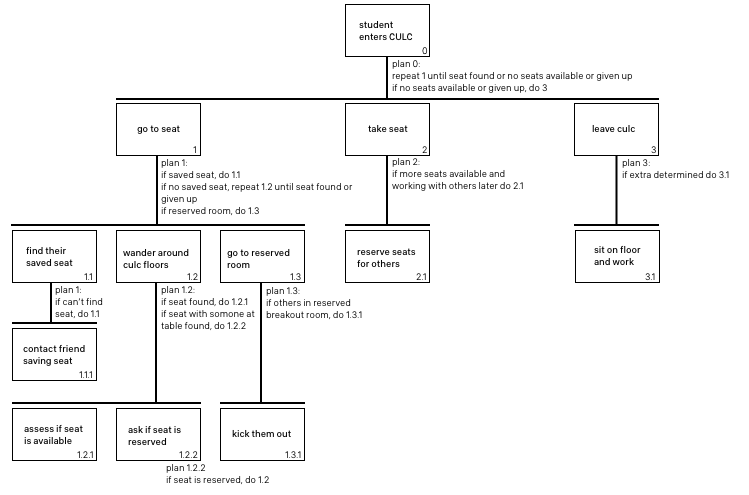 student
enters CULC
0
plan 0:
repeat 1 until seat found or no seats available or given up
if no seats available or given up, do 3
go to seat
1
take seat
2
leave culc
3
plan 1:
if saved seat, do 1.1
if no saved seat, repeat 1.2 until seat found or
given up
if reserved room, do 1.3
plan 2:
if more seats available and
working with others later do 2.1
plan 3:
if extra determined do 3.1
find their
saved seat
1.1
wander around
culc floors
1.2
go to reserved
room
1.3
reserve seats
for others
2.1
sit on floor
and work
3.1
plan 1:
if can't find
seat, do 1.1
plan 1.2:
if seat found, do 1.2.1
if seat with somone at
table found, do 1.2.2
plan 1.3:
if others in reserved
breakout room, do 1.3.1
contact friend
saving seat
1.1.1
assess if seat
is available
1.2.1
ask if seat is
reserved
1.2.2
kick them out
1.3.1
plan 1.2.2
if seat is reserved, do 1.2